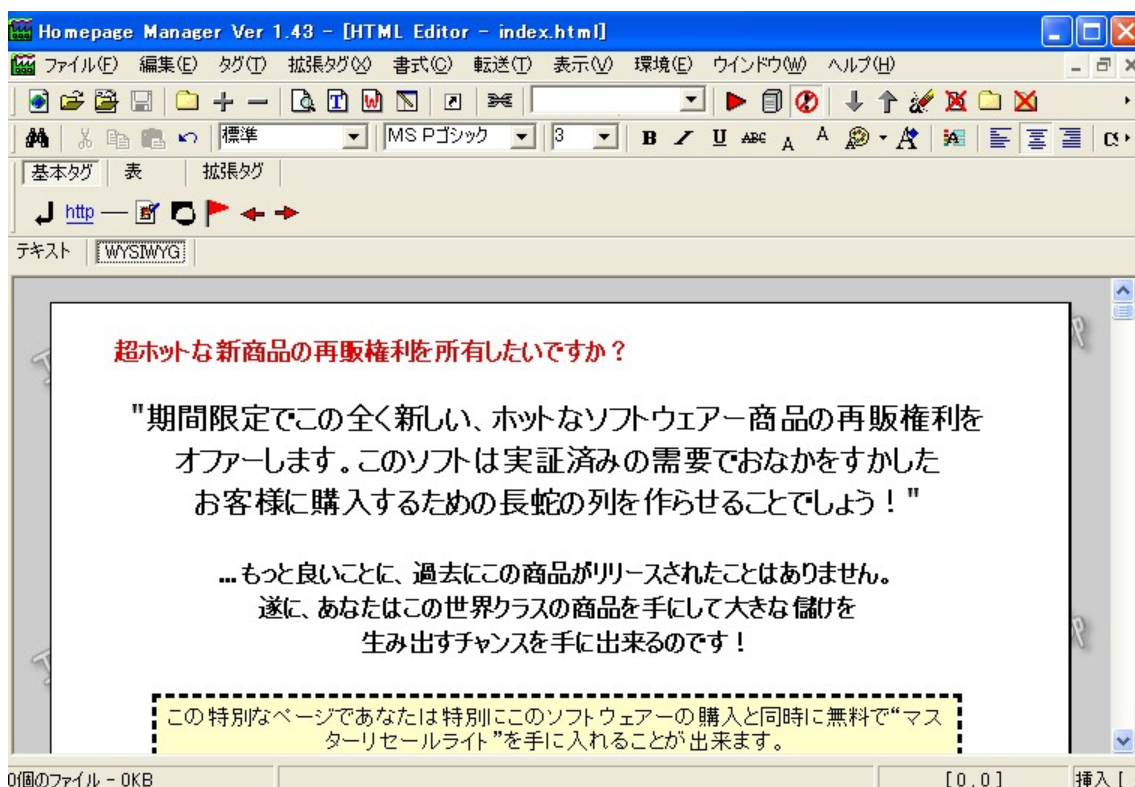 Homepage Manager Ver 1.43 - [HTML Editor - index.html]
ファイル(F) 編集(E) タグ(T) 拡張タグ(X) 書式(O) 転送(T) 表示(V) 環境(E) ウインドウ(W) ヘルプ(H)
標準 MS Pゴシック 3 B U ABC A A
基本タグ 表 拡張タグ
http
テキスト WYSIWYG
超ホットな新商品の再販権利を所有したいですか？
"期間限定でこの全く新しい、ホットなソフトウェアー商品の再販権利を
オファーします。このソフトは実証済みの需要でおなかをすかした
お客様に購入するための長蛇の列を作らせることでしょう！"
...もっと良いことに、過去にこの商品がリリースされたことはありません。
遂に、あなたはこの世界クラスの商品を手にして大きな儲けを
生み出すチャンスを手に出来るのです！
この特別なページであなたは特別にこのソフトウェアーの購入と同時に無料で“マス
ターリセールライト”を手に入れることが出来ます。
0個のファイル - 0KB [0,0] 挿入 [